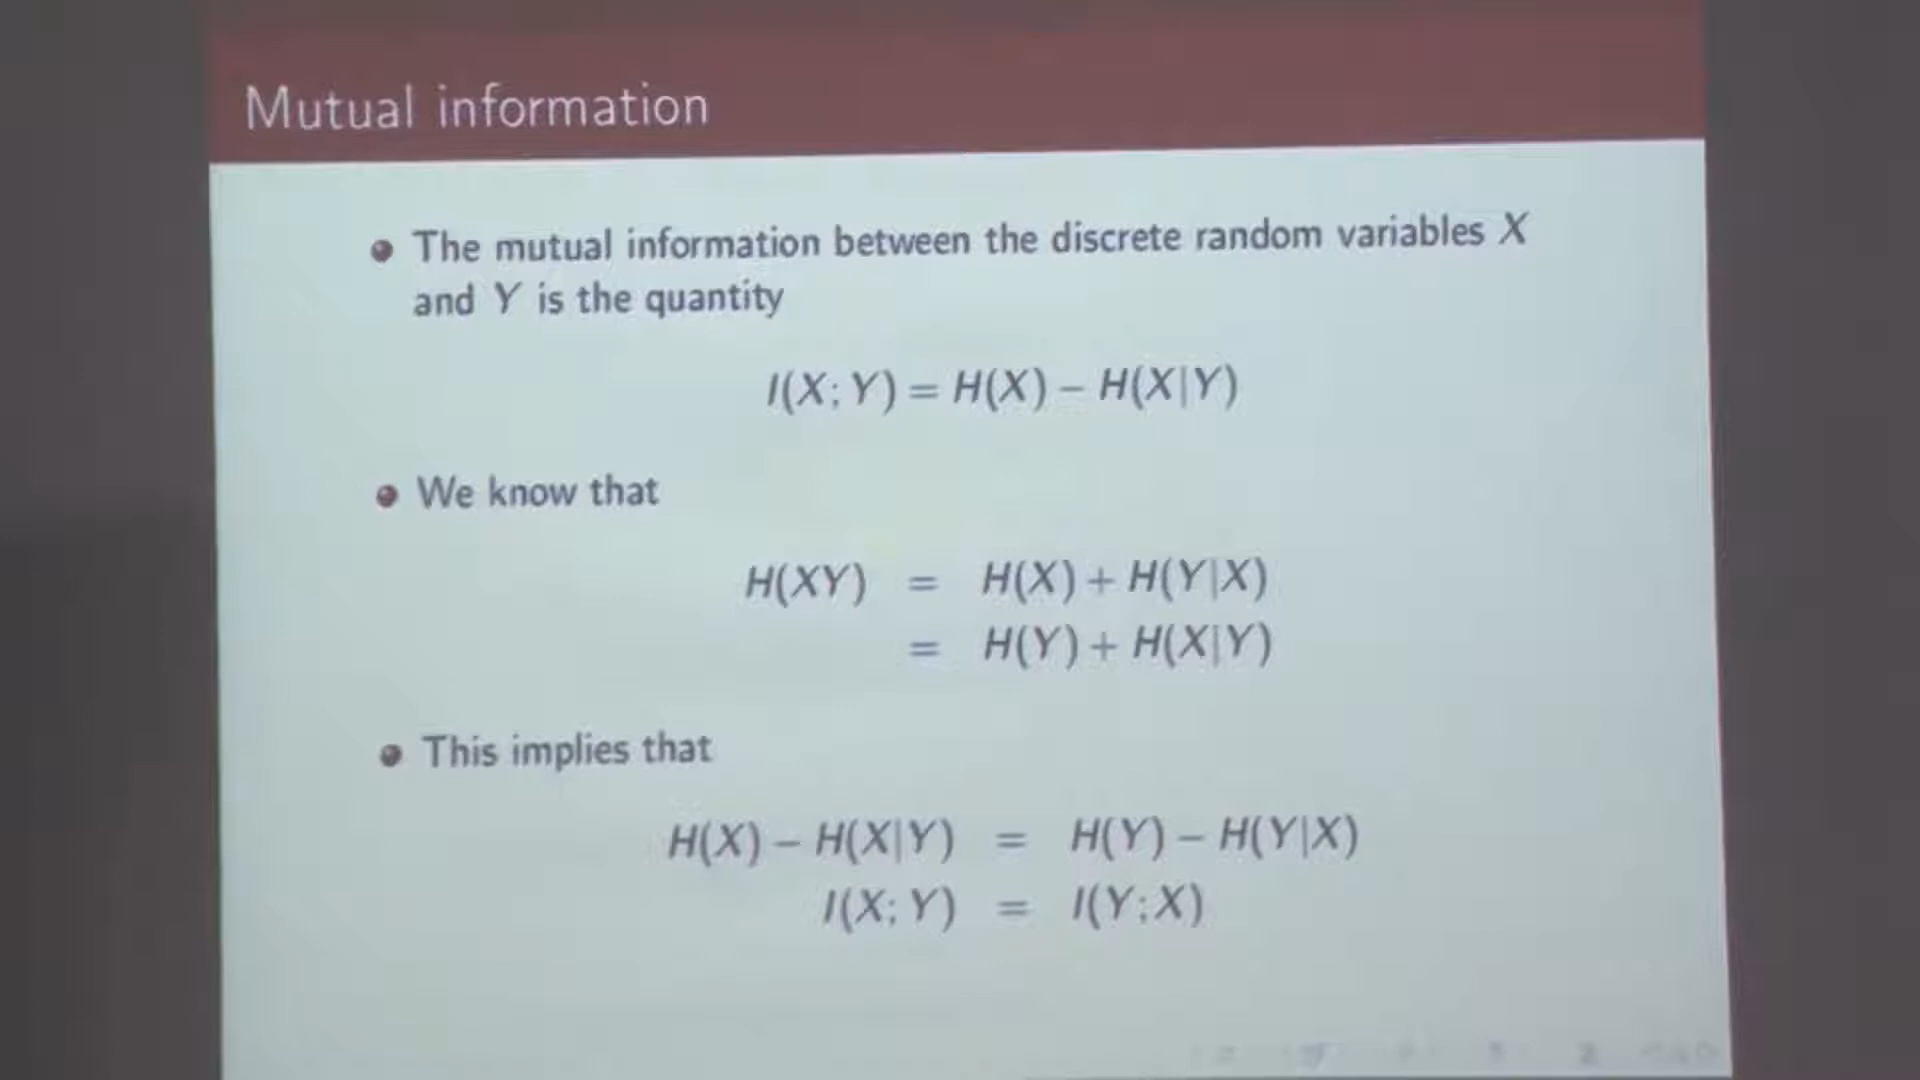 Mutual information
The mutual information between the discrete random variables X
and Y is the quantity
I(X; Y) = H(X) − H(X|Y)
We know that
H(XY) = H(X) + H(Y|X)
= H(Y) + H(X|Y)
This implies that
H(X) − H(X|Y) = H(Y) − H(Y|X)
I(X; Y) = I(Y; X)